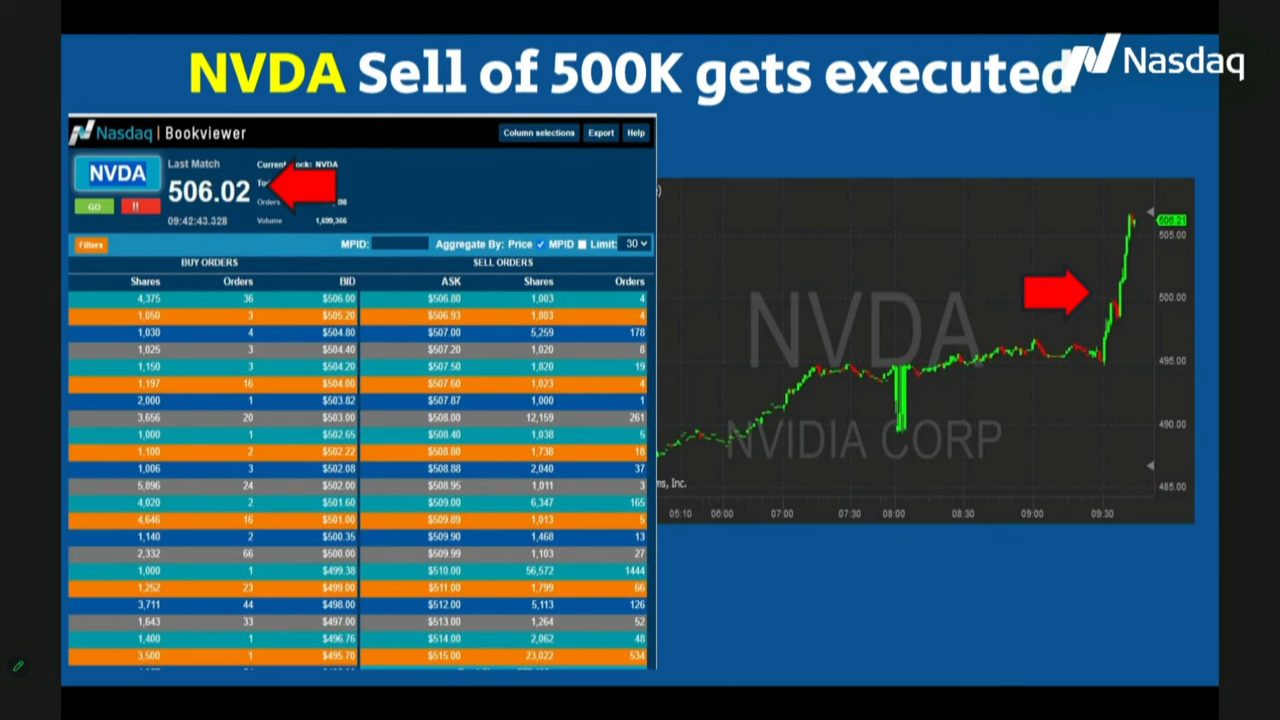 NVDA Sell of 500K gets executed
Nasdaq
Nasdaq | Bookviewer
Column selections Export Help
NVDA
Last Match
506.02
09:42:43.328
GO !!
NVDA
Orders
Volume 1,699,366
Filters
MPID: Aggregate By: Price MPID Limit: 30
BUY ORDERS SELL ORDERS
Shares Orders BID ASK Shares Orders
4,375 36 $506.00 $506.80 1,003 4
1,050 3 $505.20 $506.93 1,803 4
1,030 4 $504.80 $507.00 5,259 178
1,025 3 $504.40 $507.20 1,020 8
1,150 3 $504.20 $507.50 1,820 19
1,197 16 $504.00 $507.60 1,023 4
2,000 1 $503.82 $507.87 1,000 1
3,656 20 $503.00 $508.00 12,159 261
1,000 1 $502.65 $508.40 1,038 5
1,100 2 $502.22 $508.80 1,738 18
1,006 3 $502.08 $508.88 2,040 37
5,896 24 $502.00 $508.95 1,011 3
4,020 2 $501.60 $509.00 6,347 165
4,646 16 $501.00 $509.89 1,013 5
1,140 2 $500.35 $509.90 1,468 13
2,332 66 $500.00 $509.99 1,103 27
1,000 1 $499.38 $510.00 56,572 1444
1,252 23 $499.00 $511.00 1,799 66
3,711 44 $498.00 $512.00 5,113 126
1,643 33 $497.00 $513.00 1,264 52
1,400 1 $496.76 $514.00 2,062 48
3,500 1 $495.70 $515.00 23,022 534
NVDA
NVIDIA CORP
506.21
505.00
500.00
495.00
490.00
485.00
Inc.
05:10 06:00 07:00 07:30 08:00 08:30 09:00 09:30